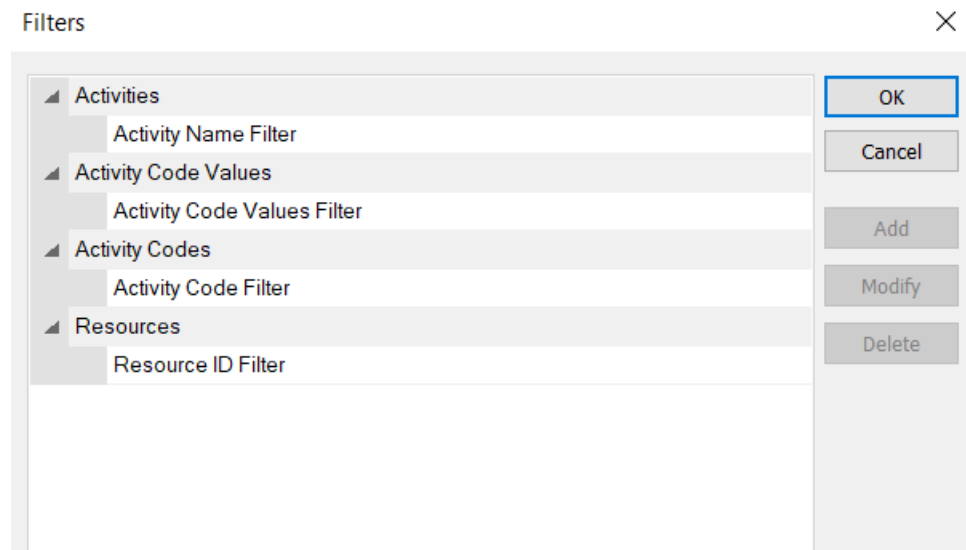 Filters
Activities
Activity Name Filter
Activity Code Values
Activity Code Values Filter
Activity Codes
Activity Code Filter
Resources
Resource ID Filter
OK
Cancel
Add
Modify
Delete